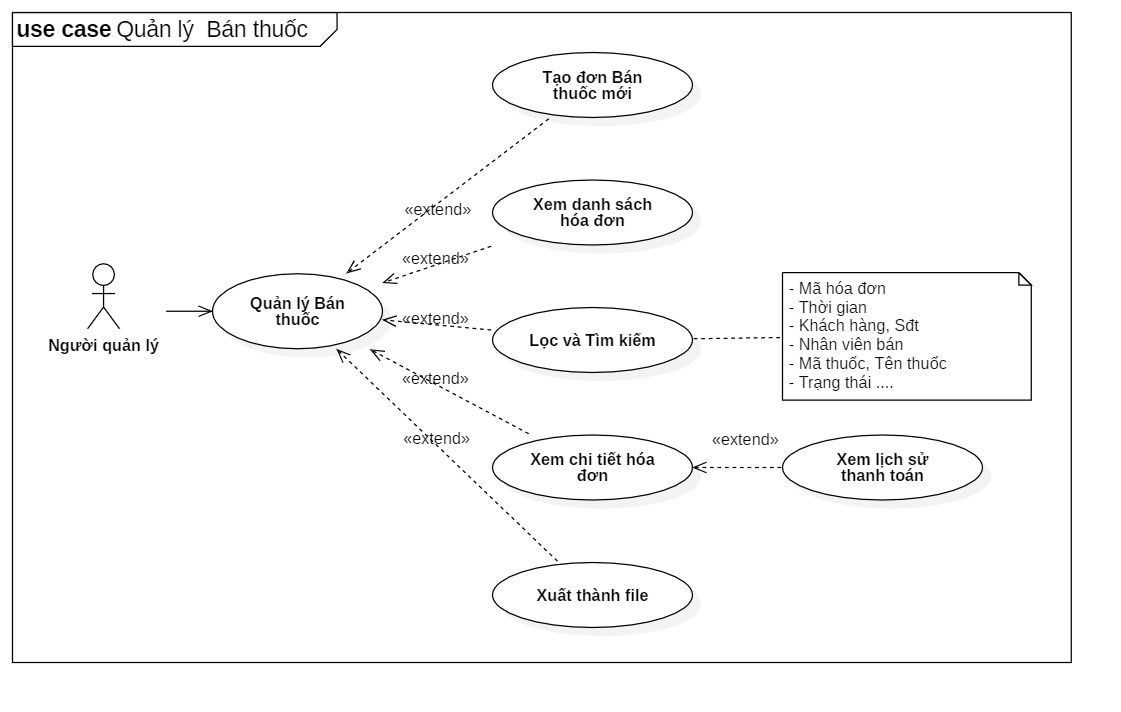 use case Quản lý  Bán thuốc
Tạo đơn Bán
thuốc mới
«extend»
Xem danh sách
hóa đơn
«extend»
Người quản lý
Quản lý Bán
thuốc
«extend»
Lọc và Tìm kiếm
- Mã hóa đơn
- Thời gian
- Khách hàng, Sđt
- Nhân viên bán
- Mã thuốc, Tên thuốc
- Trạng thái ....
«extend»
Xem chi tiết hóa
đơn
«extend»
Xem lịch sử
thanh toán
«extend»
Xuất thành file